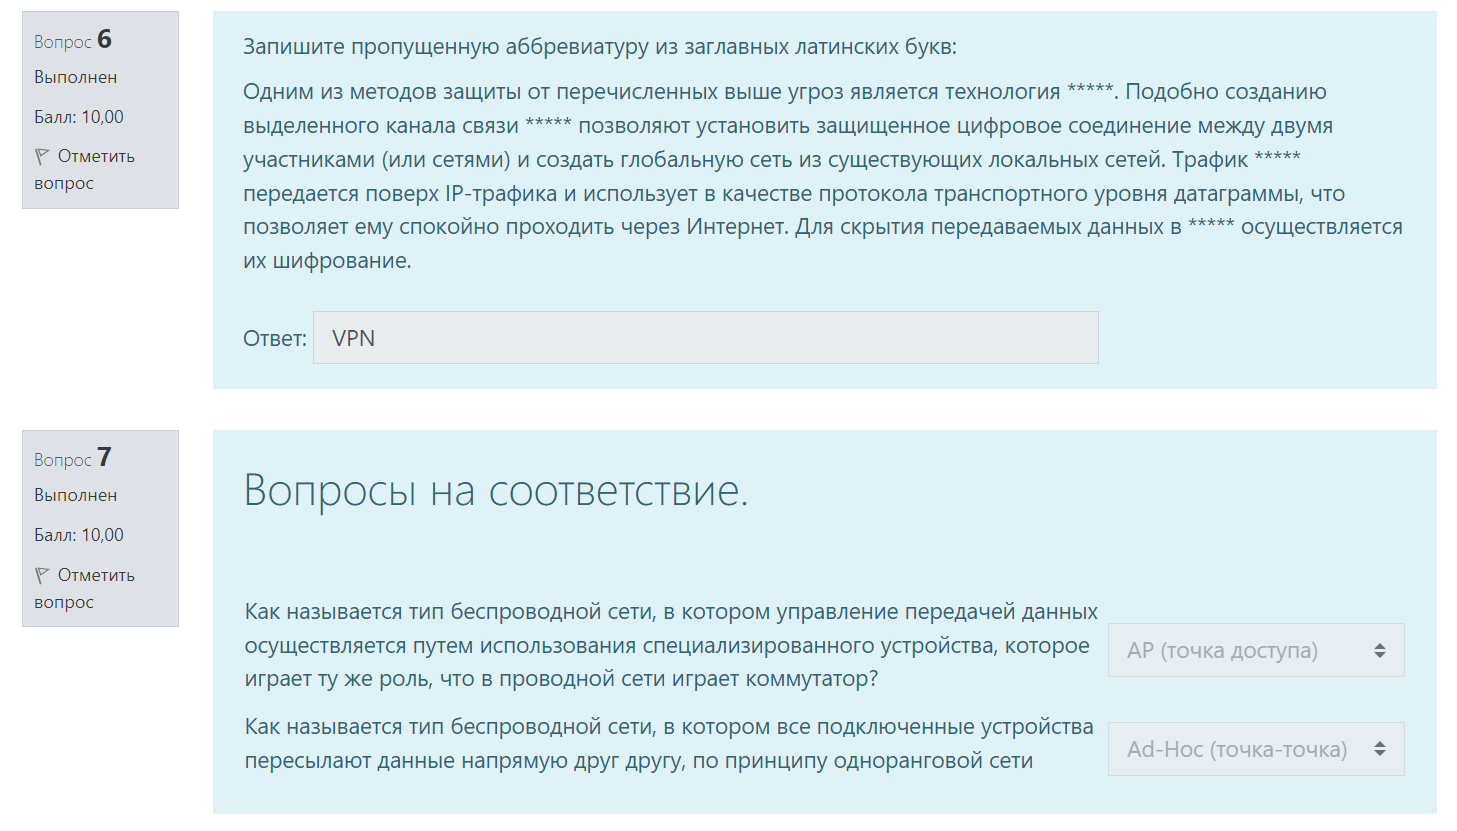 Вопрос 6
Выполнен
Балл: 10,00
Отметить
вопрос
Запишите пропущенную аббревиатуру из заглавных латинских букв:
Одним из методов защиты от перечисленных выше угроз является технология *****. Подобно созданию
выделенного канала связи ***** позволяют установить защищенное цифровое соединение между двумя
участниками (или сетями) и создать глобальную сеть из существующих локальных сетей. Трафик *****
передается поверх IP-трафика и использует в качестве протокола транспортного уровня датаграммы, что
позволяет ему спокойно проходить через Интернет. Для скрытия передаваемых данных в ***** осуществляется
их шифрование.
Ответ: VPN
Вопрос 7
Выполнен
Балл: 10,00
Отметить
вопрос
Вопросы на соответствие.
Как называется тип беспроводной сети, в котором управление передачей данных
осуществляется путем использования специализированного устройства, которое
играет ту же роль, что в проводной сети играет коммутатор?
AP (точка доступа)
Как называется тип беспроводной сети, в котором все подключенные устройства
пересылают данные напрямую друг другу, по принципу одноранговой сети
Ad-Hoc (точка-точка)